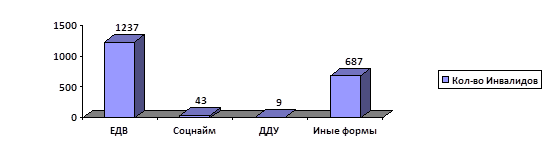 1500
1000
500
0
1237
43
9
687
ЕДВ
Соцнайм
ДДУ
Иные формы
Кол-во Инвалидов